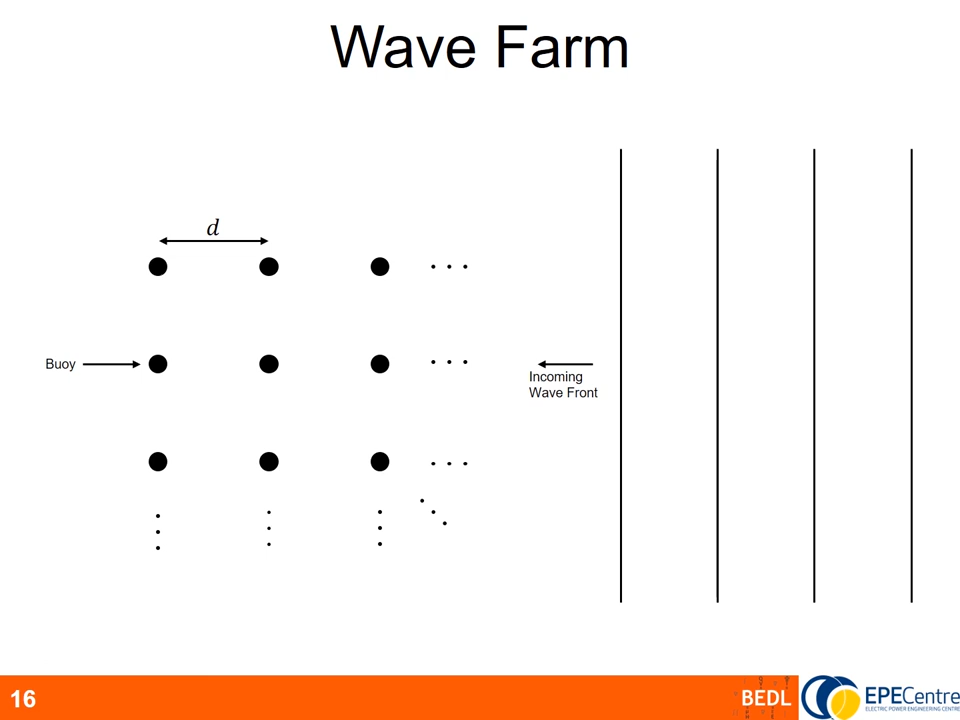 Wave Farm
d
Buoy
Incoming
Wave Front
16
BEDL
EPECentre
ELECTRIC POWER ENGINEERING CENTRE